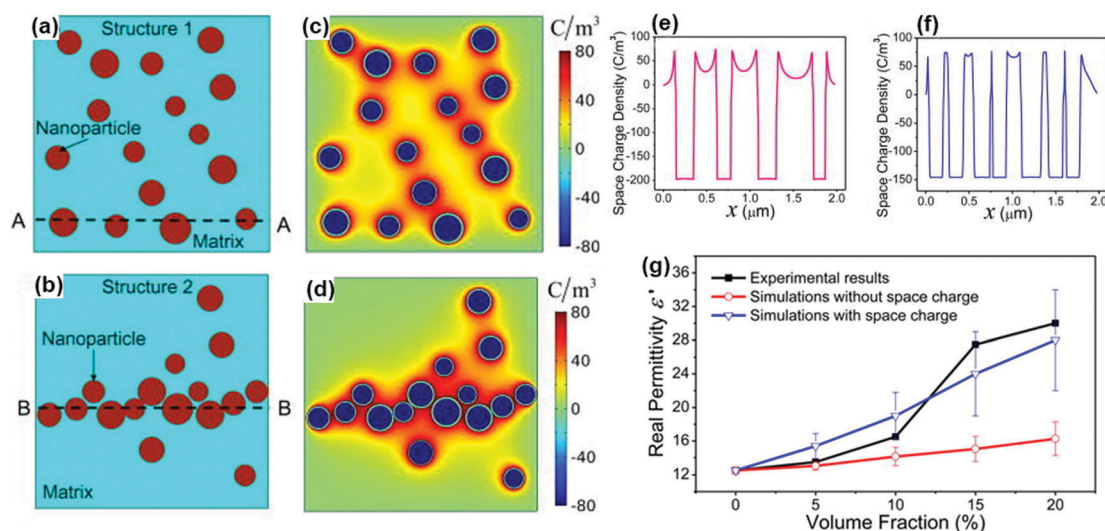 (a)
Structure 1
Nanoparticle
A
A
Matrix
(b)
Structure 2
Nanoparticle
B
B
Matrix
(c)
C/m³
80
40
0
-40
-80
(d)
C/m³
80
40
0
-40
-80
(e)
Space Charge Density (C/m³)
100
50
0
-50
-100
-150
-200
0.0 0.5 1.0 1.5 2.0
x (μm)
(f)
Space Charge Density (C/m³)
150
100
50
0
-50
-100
-150
0.0 0.5 1.0 1.5 2.0
x (μm)
(g)
Experimental results
Simulations without space charge
Simulations with space charge
Real Permittivity ε'
36
32
28
24
20
16
12
0 5 10 15 20
Volume Fraction (%)